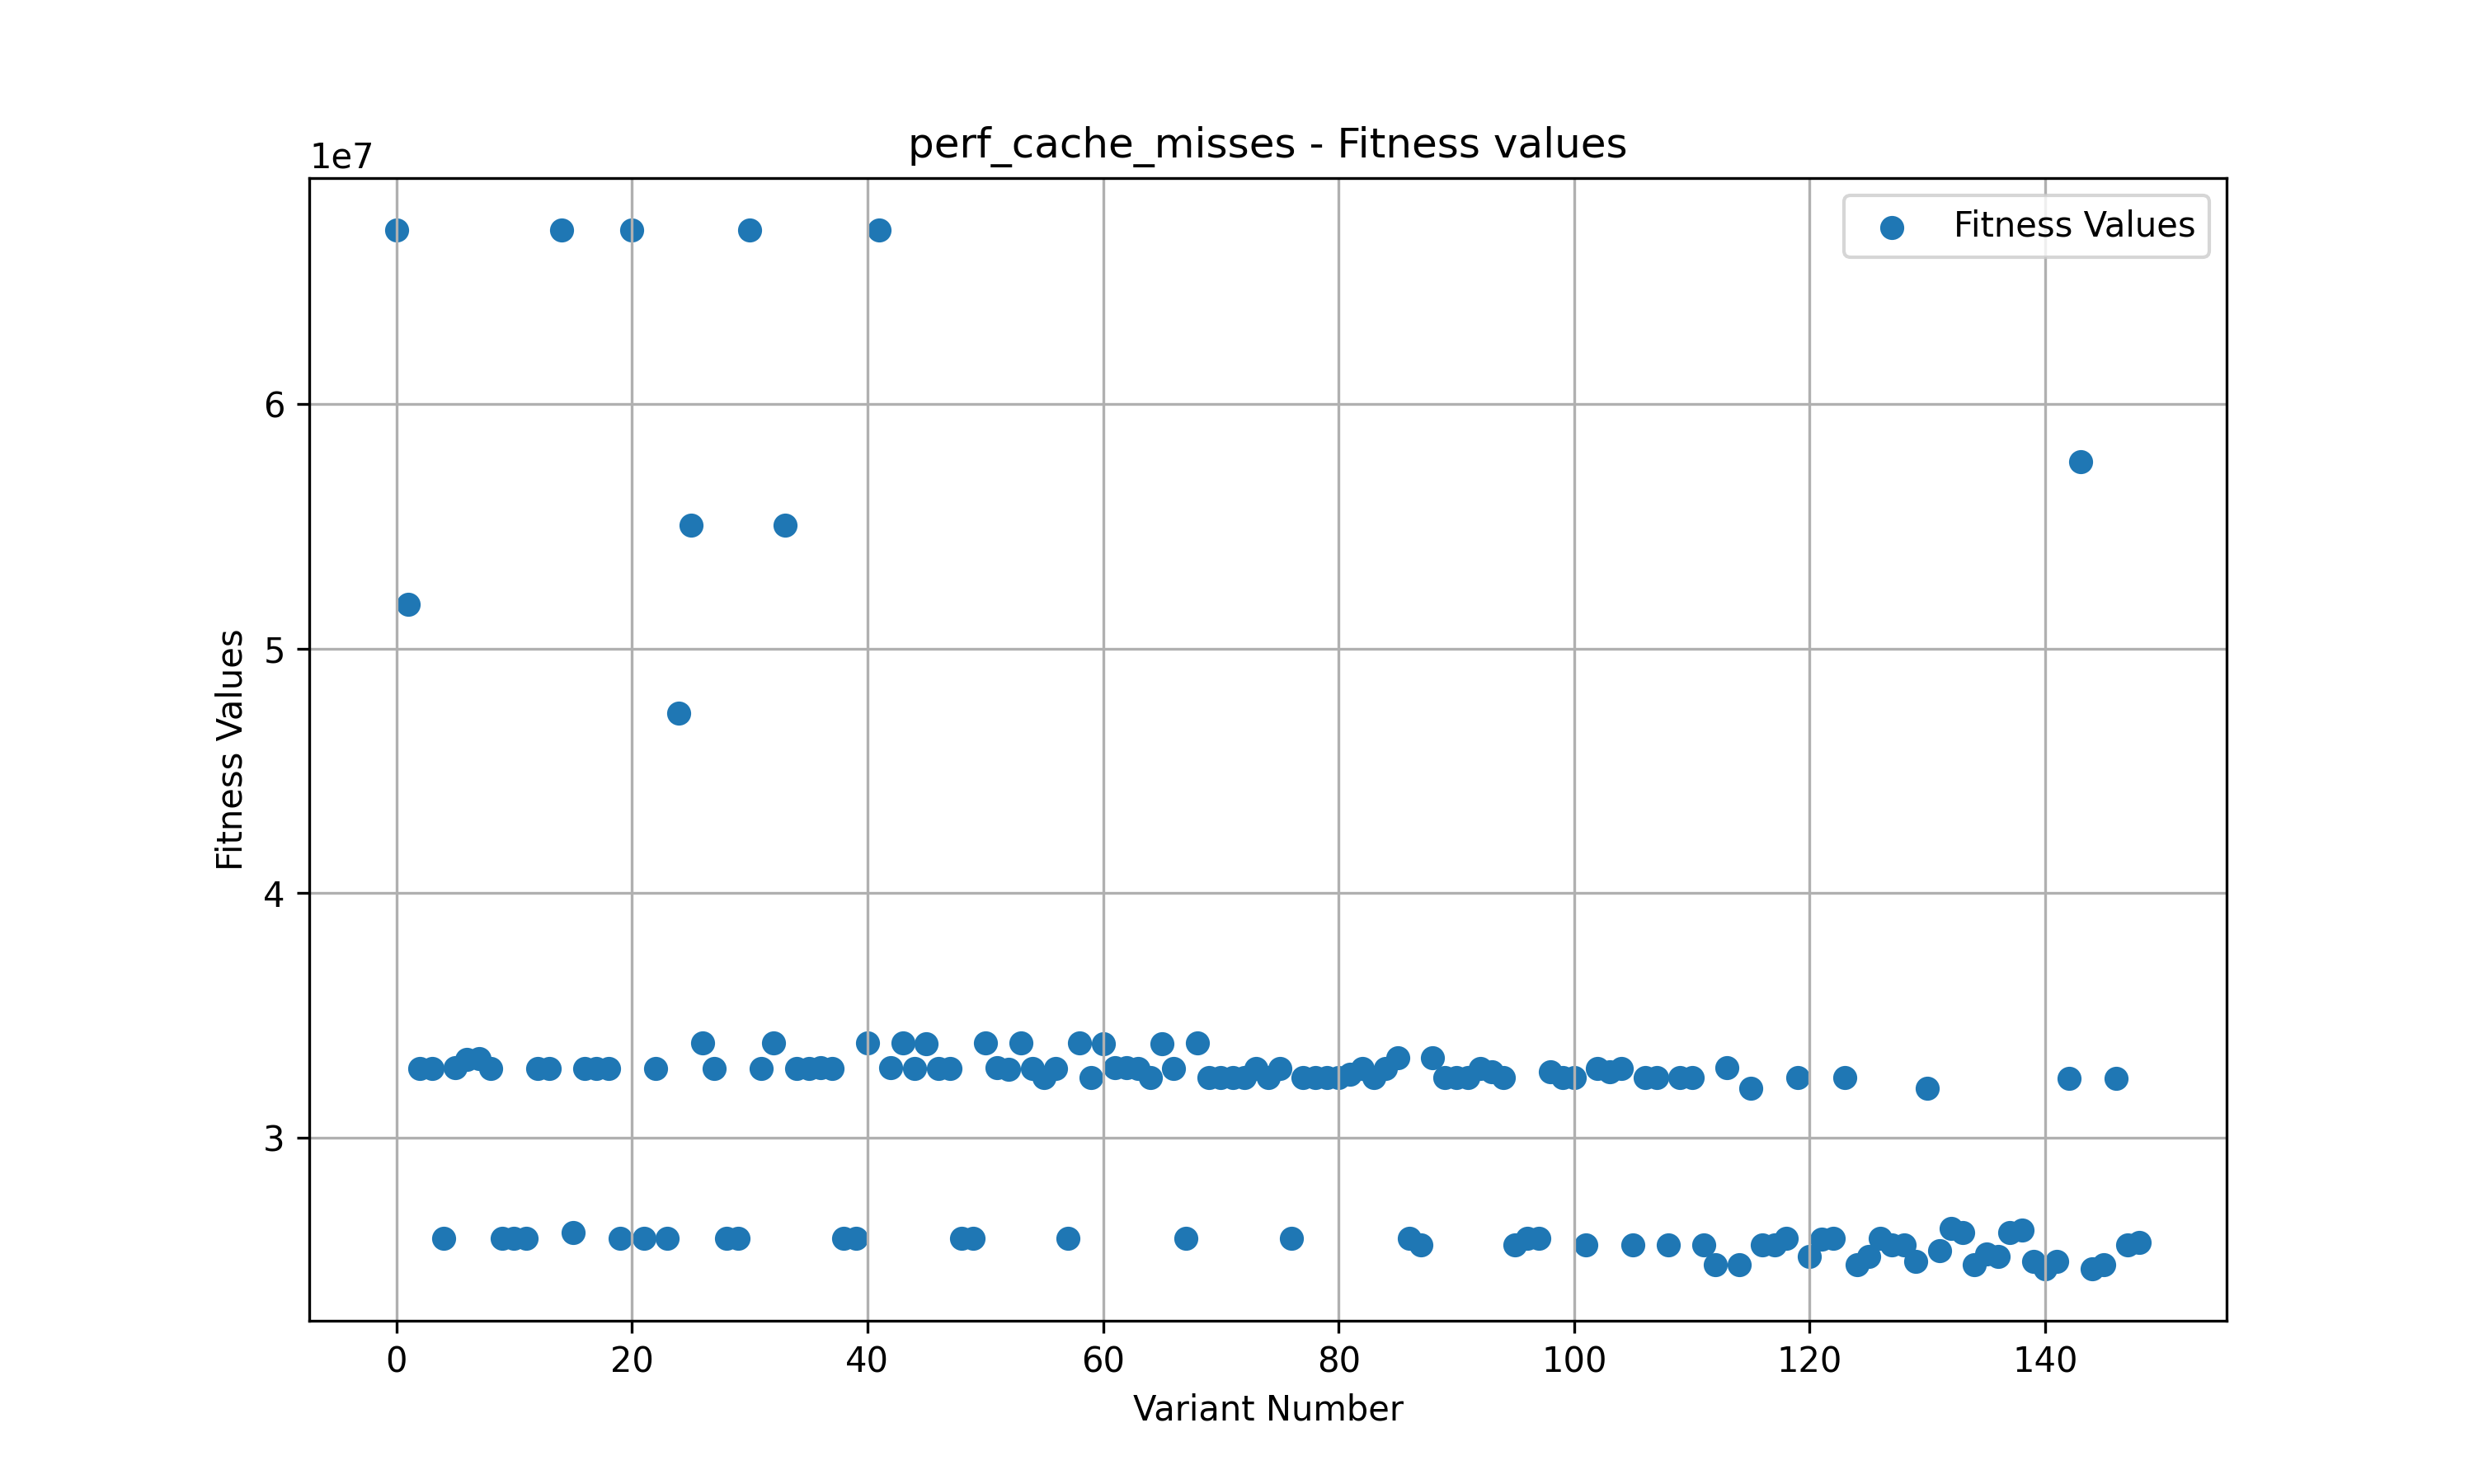 perf_cache_misses - Fitness values
1e7
Fitness Values
6
5
4
3
Fitness Values
0 20 40 60 80 100 120 140
Variant Number